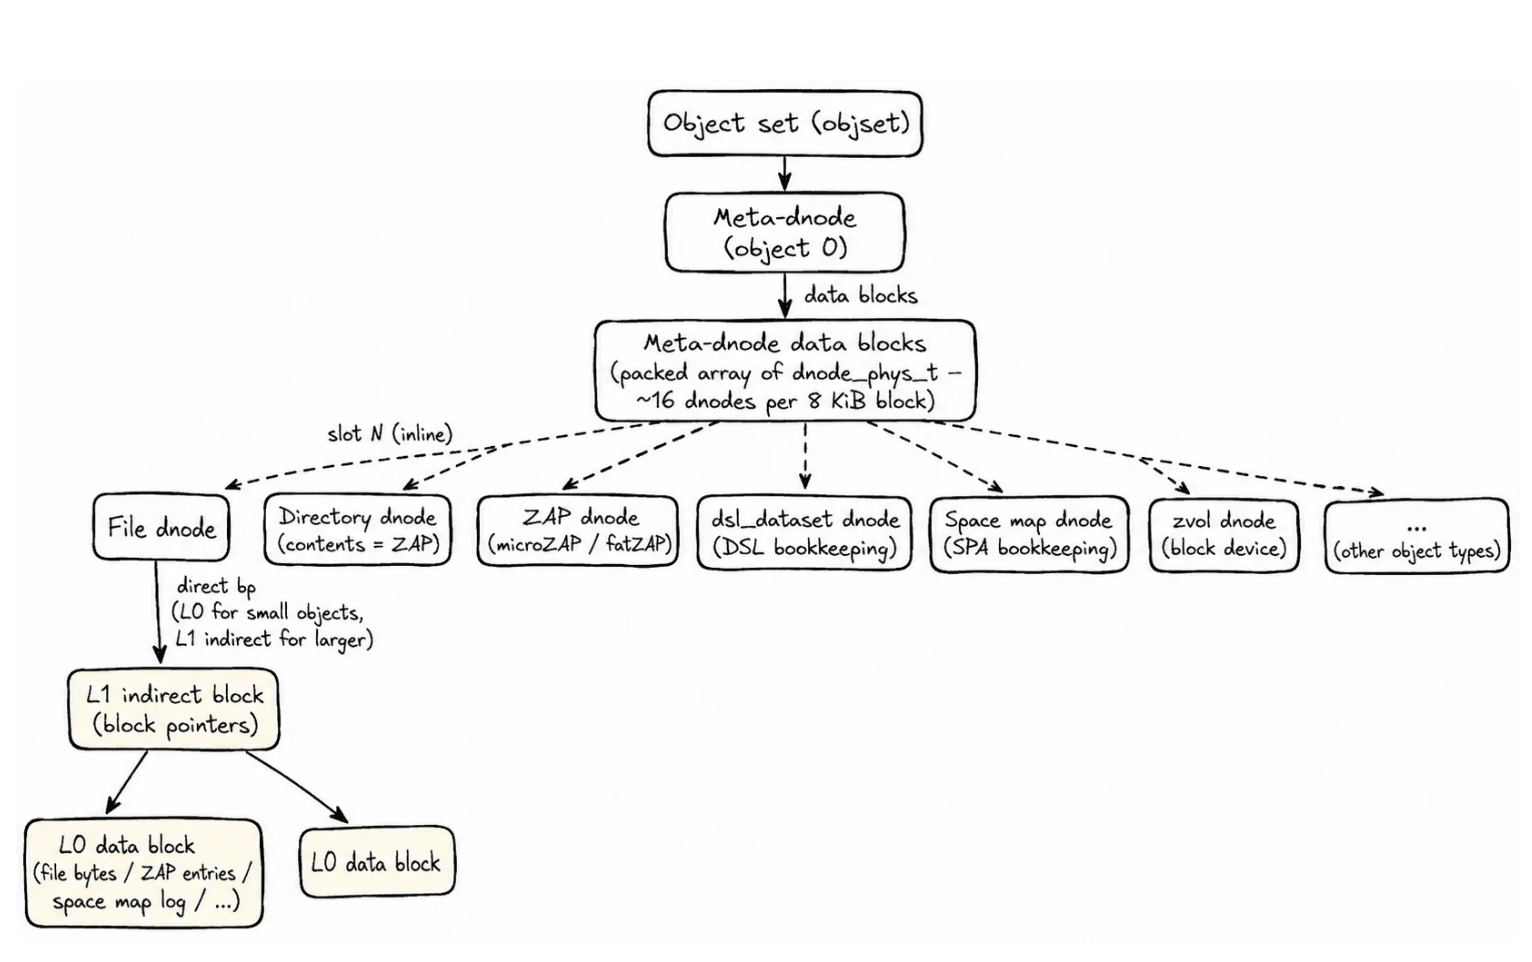 Object set (objset)
Meta-dnode
(object 0)
data blocks
Meta-dnode data blocks
(packed array of dnode_phys_t –
~16 dnodes per 8 KiB block)
slot N (inline)
File dnode
Directory dnode
(contents = ZAP)
ZAP dnode
(microZAP / fatZAP)
dsl_dataset dnode
(DSL bookkeeping)
Space map dnode
(SPA bookkeeping)
zvol dnode
(block device)
...
(other object types)
direct bp
(L0 for small objects,
L1 indirect for larger)
L1 indirect block
(block pointers)
L0 data block
(file bytes / ZAP entries /
space map log / ...)
L0 data block